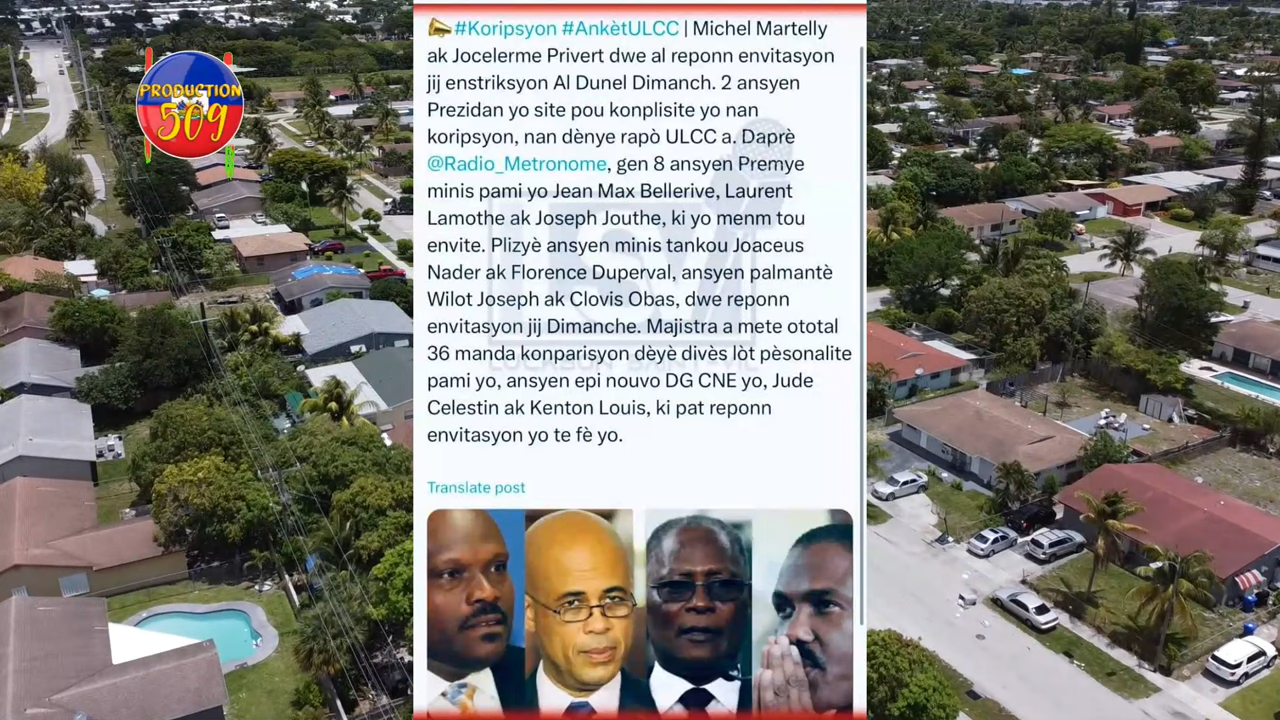 PRODUCTION
509
#Koripsyon #AnkètULCC | Michel Martelly
ak Jocelerme Privert dwe al reponn envitasyon
jij enstriksyon Al Dunel Dimanch. 2 ansyen
Prezidan yo site pou konplisite yo nan
koripsyon, nan dènye rapò ULCC a. Daprè
@Radio_Metronome, gen 8 ansyen Premye
minis pami yo Jean Max Bellerive, Laurent
Lamothe ak Joseph Jouthe, ki yo menm tou
envite. Plizyè ansyen minis tankou Joaceus
Nader ak Florence Duperval, ansyen palmantè
Wilot Joseph ak Clovis Obas, dwe reponn
envitasyon jij Dimanche. Majistra a mete ototal
36 manda konparisyon dèyè divès lòt pèsonalite
pami yo, ansyen epi nouvo DG CNE yo, Jude
Celestin ak Kenton Louis, ki pat reponn
envitasyon yo te fè yo.
Translate post